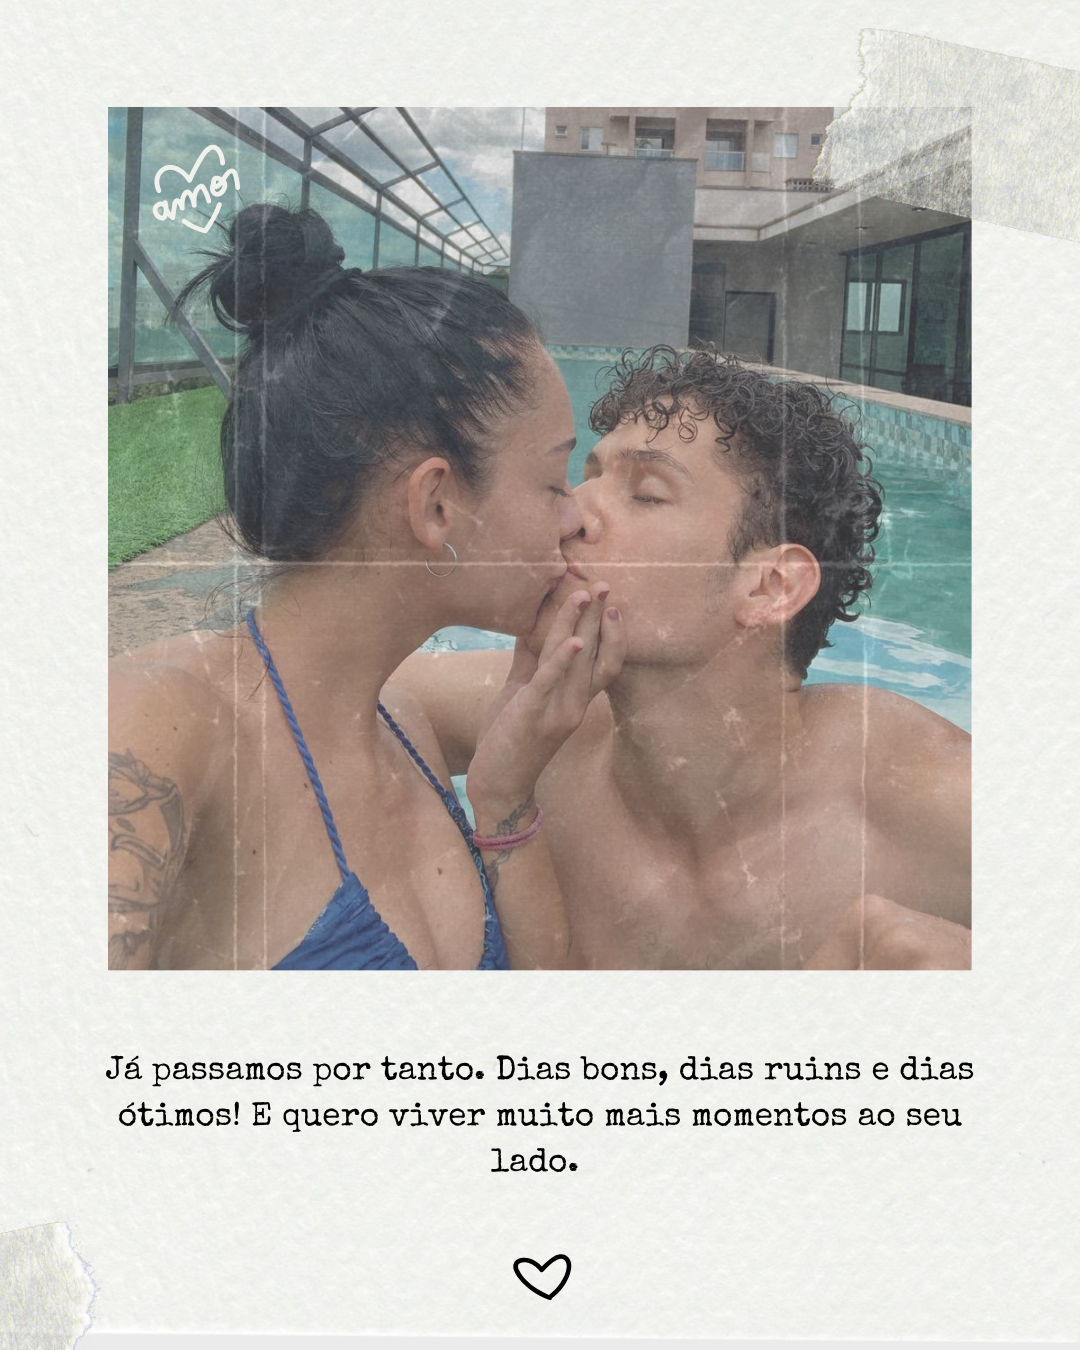 amor
Já passamos por tanto. Dias bons, dias ruins e dias
ótimos! E quero viver muito mais momentos ao seu
lado.